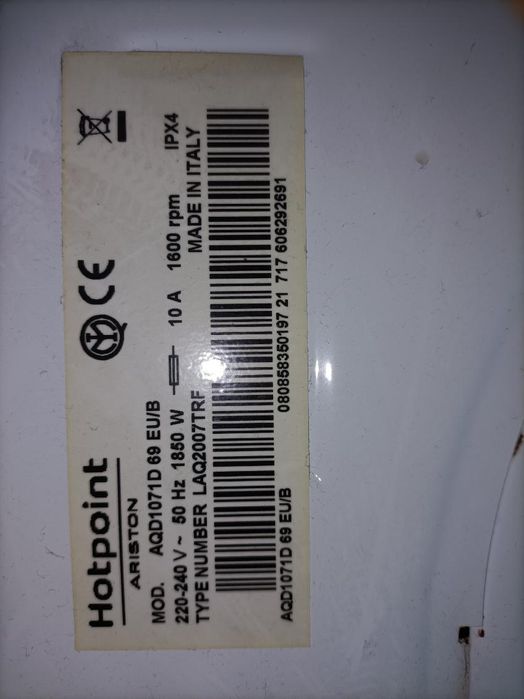 Hotpoint
ARISTON
MOD. AQD1071D 69 EU/B
220-240 V ~ 50 Hz 1850 W 10 A 1600 rpm IPX4
TYPE NUMBER LAQ2007TRF MADE IN ITALY
AQD1071D 69 EU/B 080858350197 21 717 606292691
CE